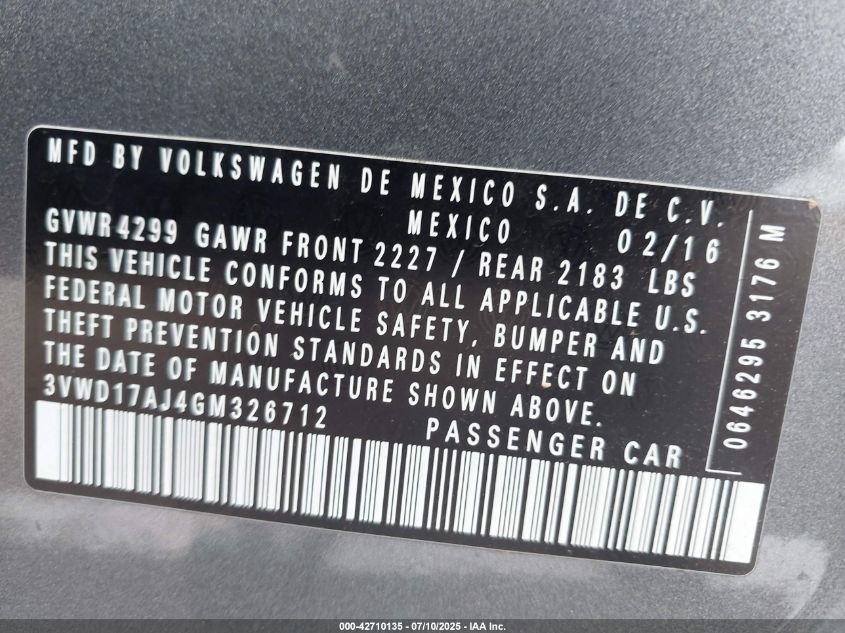 MFD BY VOLKSWAGEN DE MEXICO S.A. DE C.V.
MEXICO 02/16
GVWR 4299 GAWR FRONT 2227 / REAR 2183 LBS
THIS VEHICLE CONFORMS TO ALL APPLICABLE U.S.
FEDERAL MOTOR VEHICLE SAFETY, BUMPER AND
THEFT PREVENTION STANDARDS IN EFFECT ON
THE DATE OF MANUFACTURE SHOWN ABOVE.
3VWD17AJ4GM326712 PASSENGER CAR
0646295 3176 M
000-42710135 - 07/10/2025 - IAA Inc.